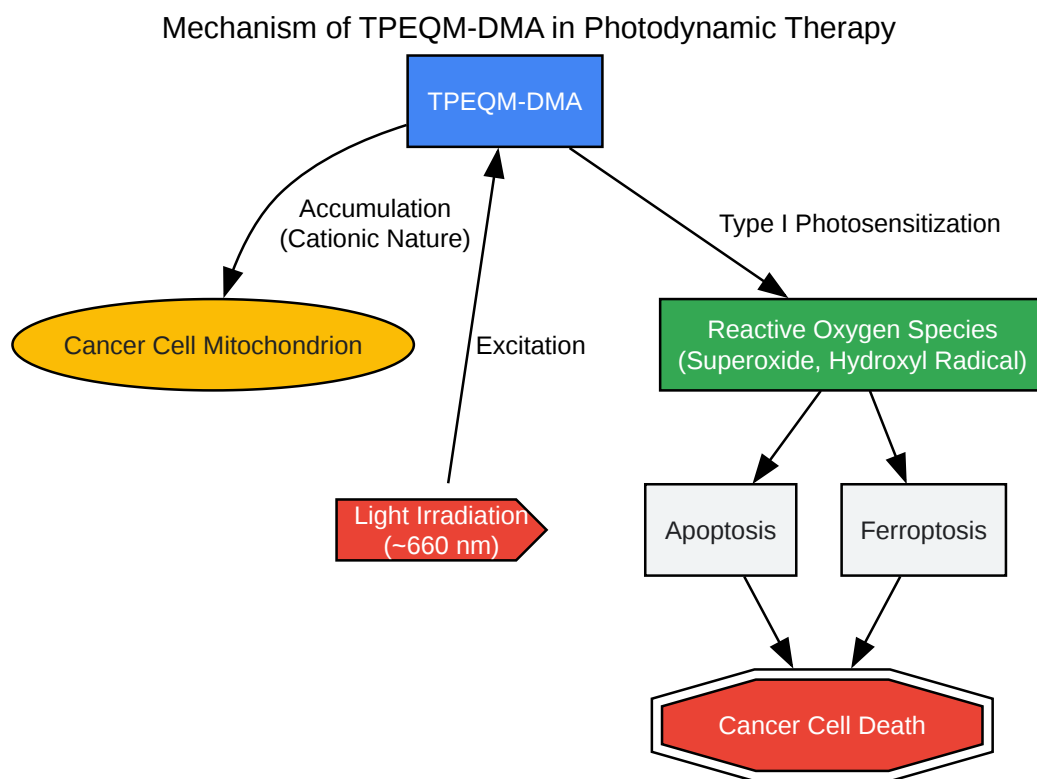 Mechanism of TPEQM-DMA in Photodynamic Therapy
TPEQM-DMA
Accumulation
(Cationic Nature)
Type I Photosensitization
Cancer Cell Mitochondrion
Excitation
Reactive Oxygen Species
(Superoxide, Hydroxyl Radical)
Light Irradiation
(~660 nm)
Apoptosis
Ferroptosis
Cancer Cell Death